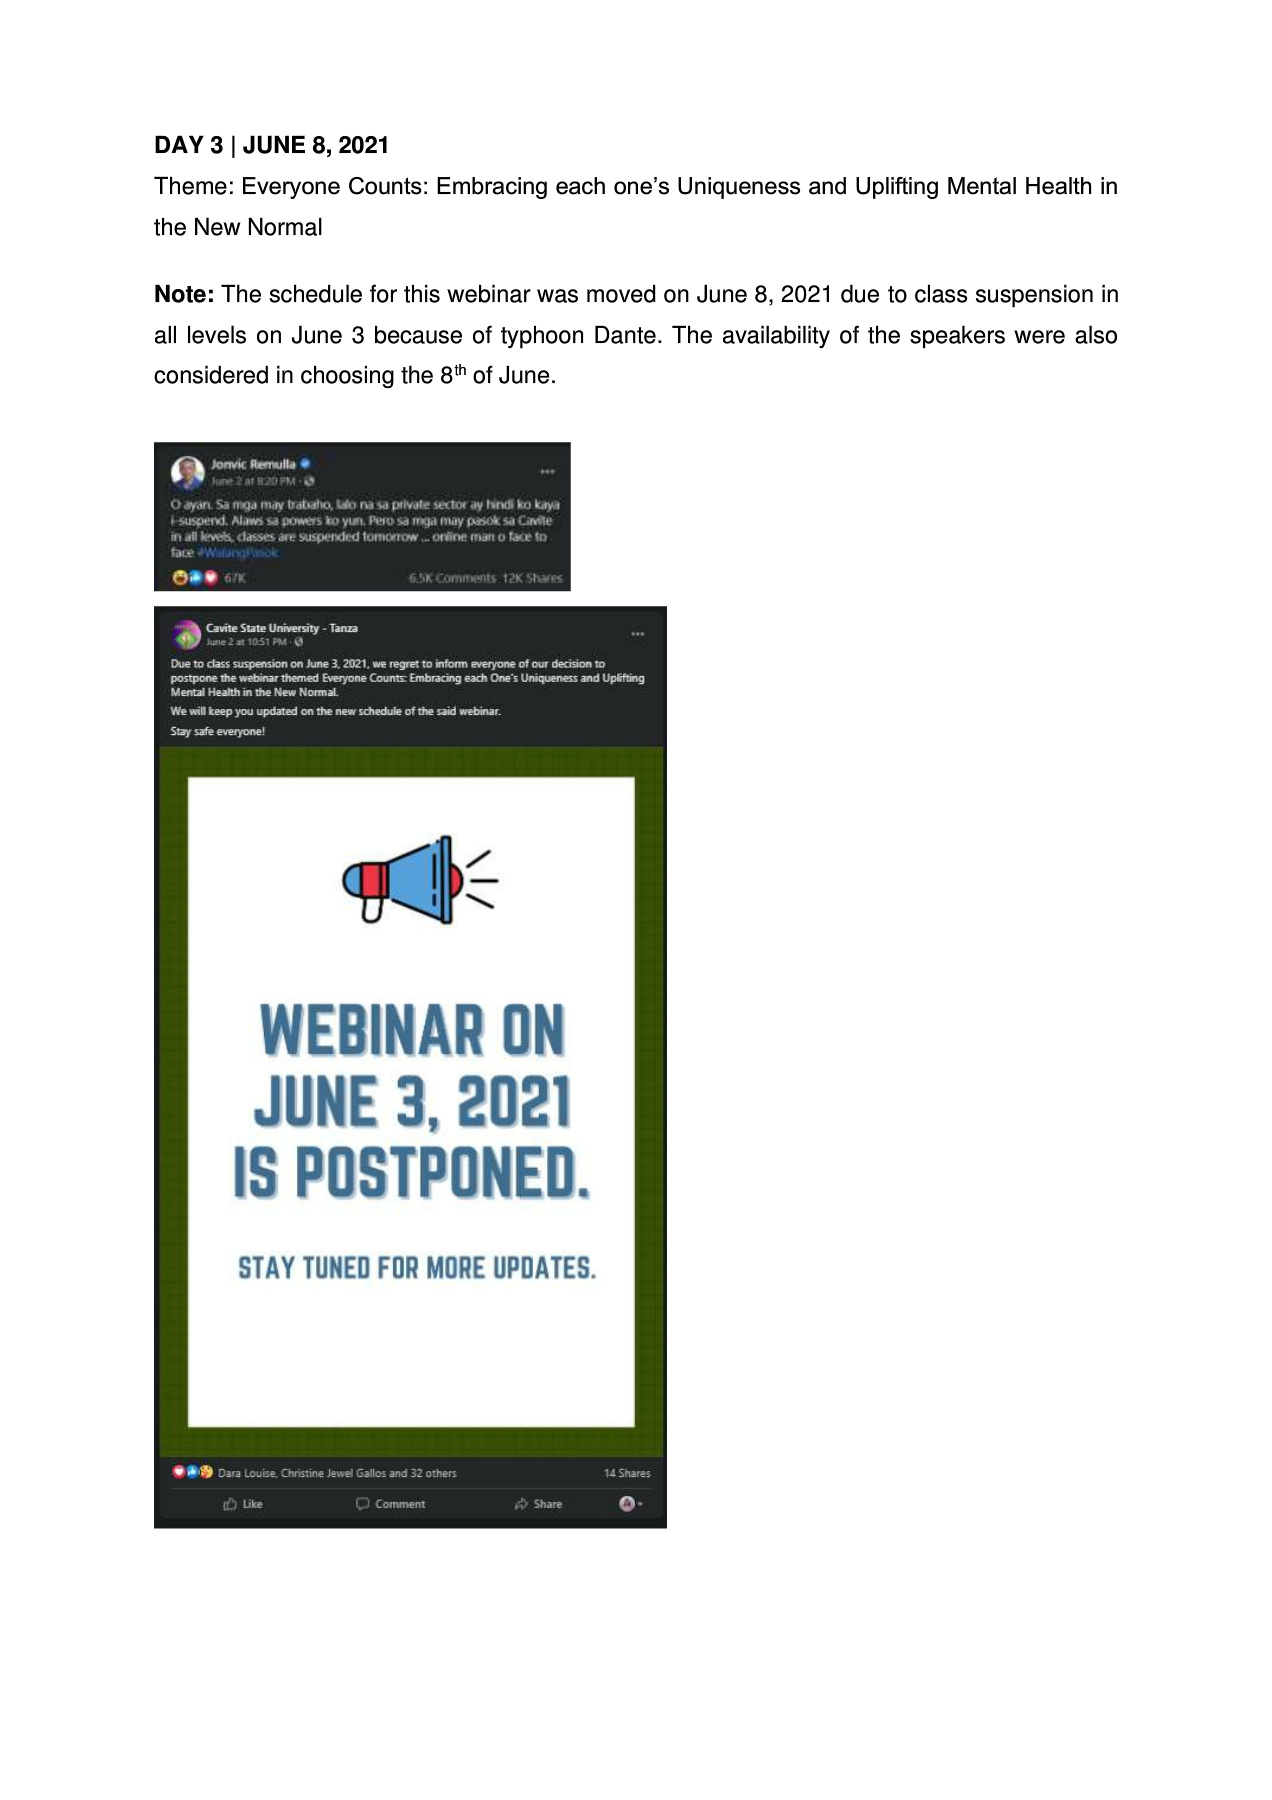 DAY 3 | JUNE 8, 2021
Theme: Everyone Counts: Embracing each one’s Uniqueness and Uplifting Mental Health in
the New Normal
Note: The schedule for this webinar was moved on June 8, 2021 due to class suspension in
all levels on June 3 because of typhoon Dante. The availability of the speakers were also
considered in choosing the 8th of June.
Jonvic Remulla
June 2 at 8:20 PM ·
O ayan. Sa mga may trabaho, lalo na sa private sector ay hindi ko kaya
i-suspend. Alaws sa powers ko yun. Pero sa mga may pasok sa Cavite
in all levels, classes are suspended tomorrow ... online man o face to
face #WalangPasok
67K 6.5K Comments 12K Shares
Cavite State University - Tanza
June 2 at 10:51 PM ·
Due to class suspension on June 3, 2021, we regret to inform everyone of our decision to
postpone the webinar themed Everyone Counts: Embracing each One's Uniqueness and Uplifting
Mental Health in the New Normal.
We will keep you updated on the new schedule of the said webinar.
Stay safe everyone!
WEBINAR ON
JUNE 3, 2021
IS POSTPONED.
STAY TUNED FOR MORE UPDATES.
Dara Louise, Christine Jewel Gallos and 32 others 14 Shares
Like Comment Share